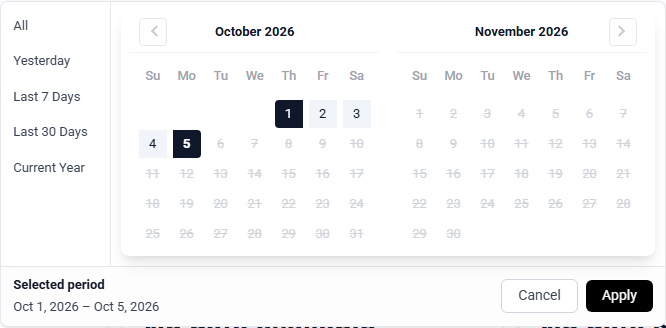 All
Yesterday
Last 7 Days
Last 30 Days
Current Year
October 2026
Su Mo Tu We Th Fr Sa
1 2 3
4 5 6 7 8 9 10
11 12 13 14 15 16 17
18 19 20 21 22 23 24
25 26 27 28 29 30 31
November 2026
Su Mo Tu We Th Fr Sa
1 2 3 4 5 6 7
8 9 10 11 12 13 14
15 16 17 18 19 20 21
22 23 24 25 26 27 28
29 30
Selected period
Oct 1, 2026 – Oct 5, 2026
Cancel
Apply